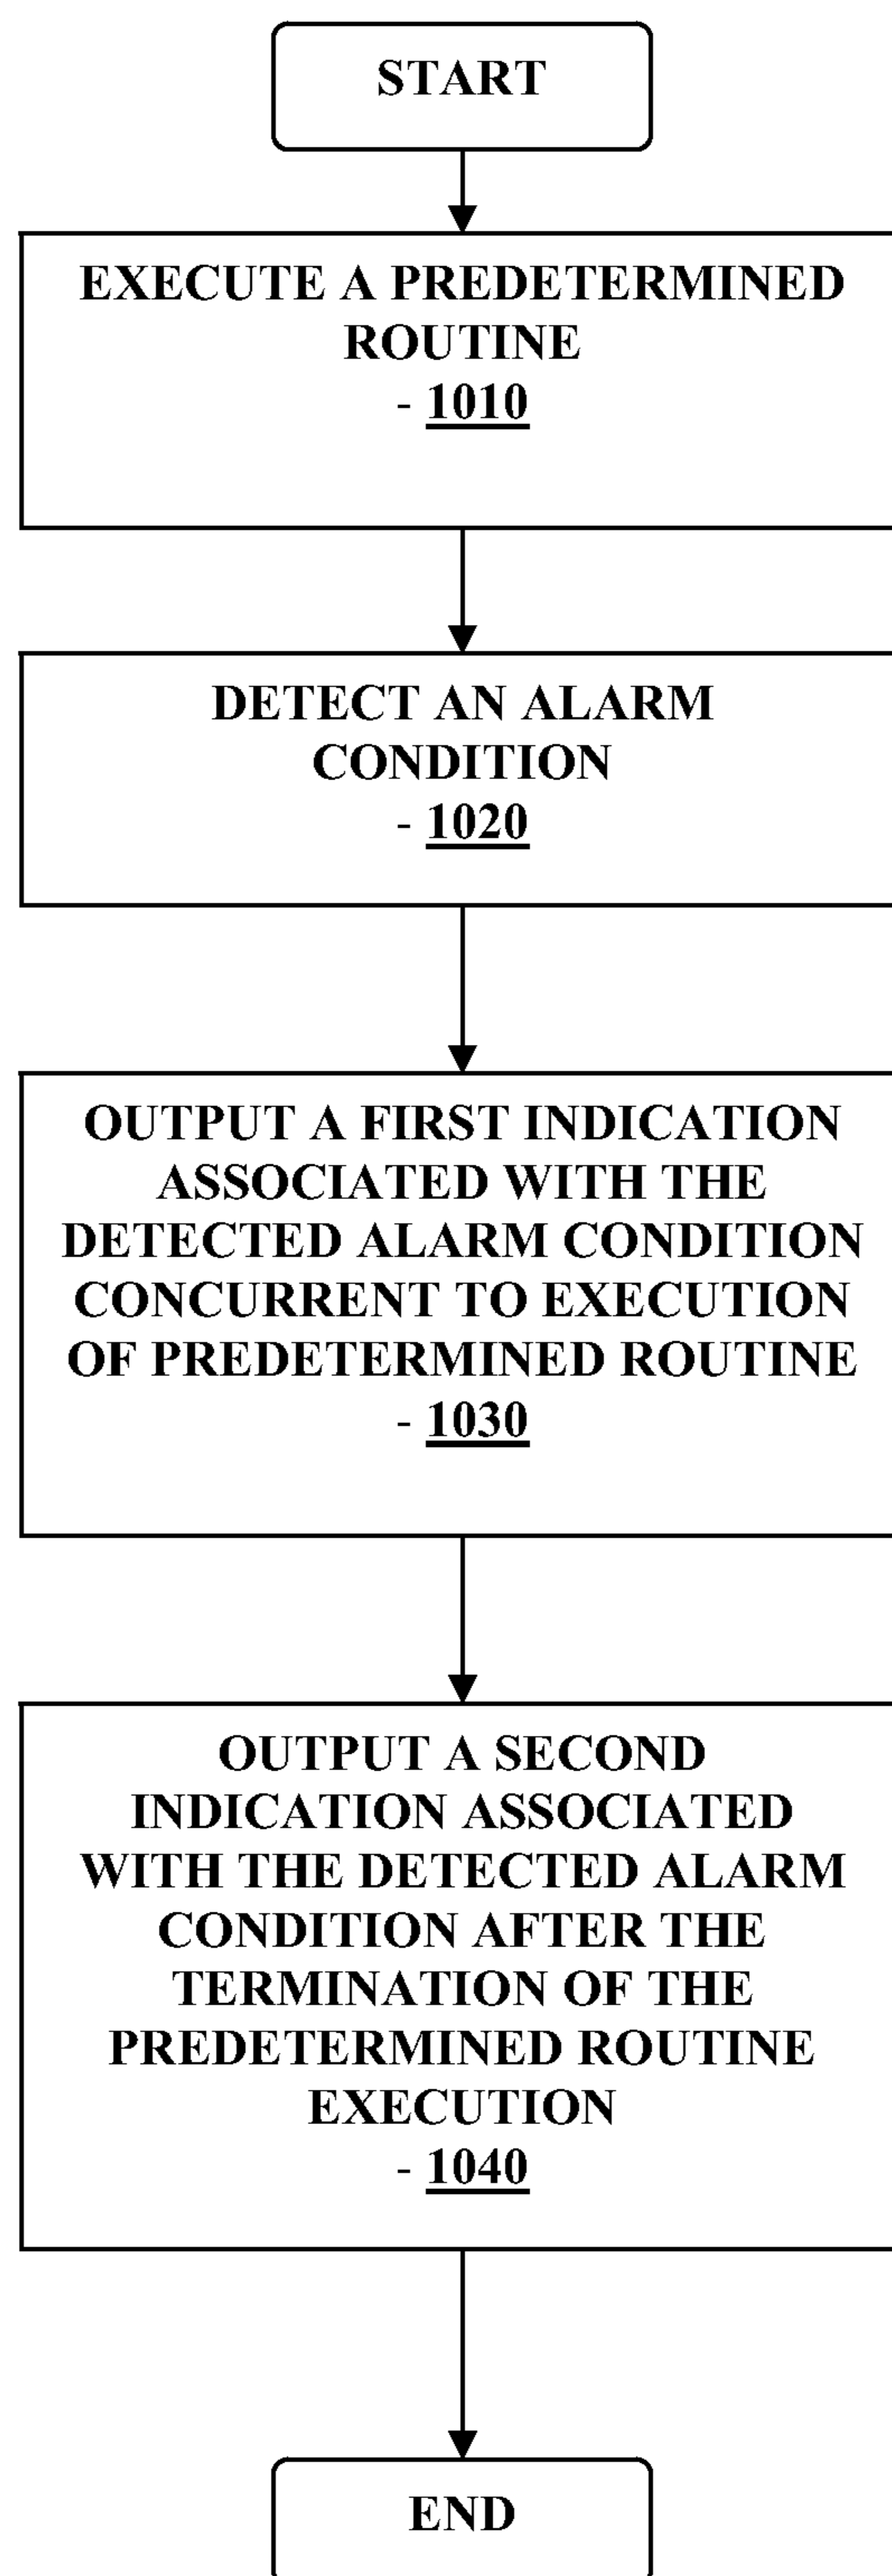 START
EXECUTE A PREDETERMINED
ROUTINE
- 1010
DETECT AN ALARM
CONDITION
- 1020
OUTPUT A FIRST INDICATION
ASSOCIATED WITH THE
DETECTED ALARM CONDITION
CONCURRENT TO EXECUTION
OF PREDETERMINED ROUTINE
- 1030
OUTPUT A SECOND
INDICATION ASSOCIATED
WITH THE DETECTED ALARM
CONDITION AFTER THE
TERMINATION OF THE
PREDETERMINED ROUTINE
EXECUTION
- 1040
END